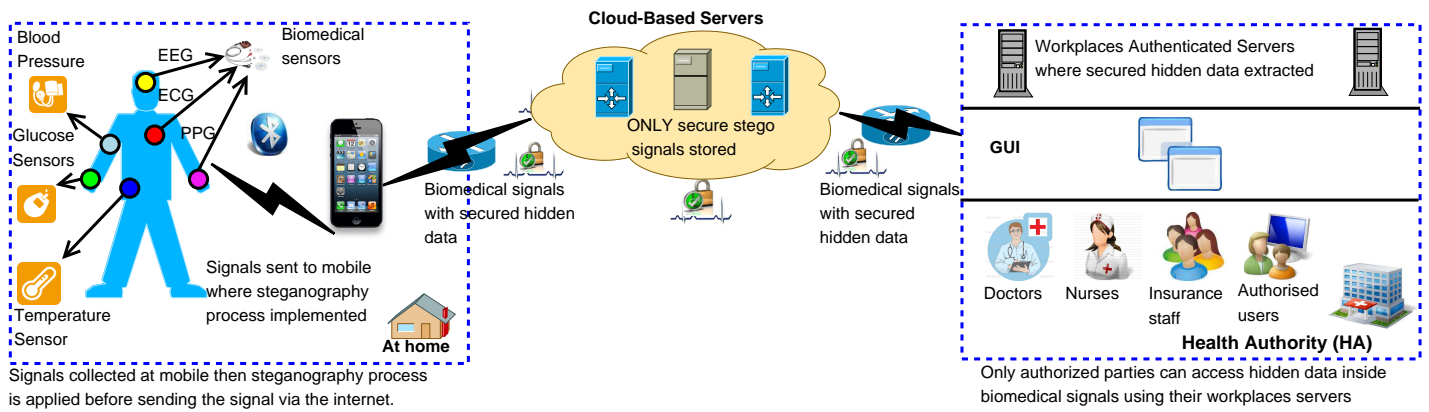 Blood
Pressure
EEG
Biomedical
sensors
ECG
PPG
Glucose
Sensors
Temperature
Sensor
Signals sent to mobile
where steganography
process implemented
At home
Signals collected at mobile then steganography process
is applied before sending the signal via the internet.
Biomedical signals
with secured hidden
data
Cloud-Based Servers
ONLY secure stego
signals stored
Biomedical signals
with secured
hidden data
Workplaces Authenticated Servers
where secured hidden data extracted
GUI
Doctors
Nurses
Insurance
staff
Authorised
users
Health Authority (HA)
Only authorized parties can access hidden data inside
biomedical signals using their workplaces servers